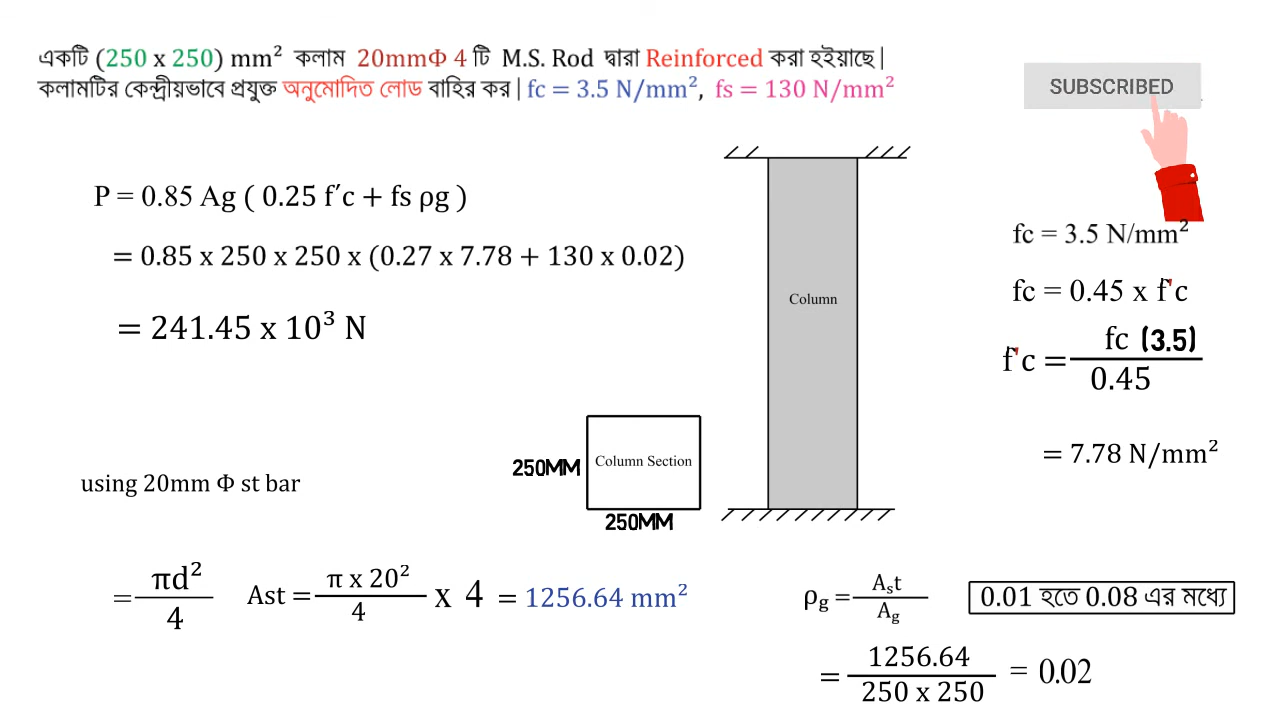 একটি (250 x 250) mm² কলাম 20mmΦ 4 টি M.S. Rod দ্বারা Reinforced করা হইয়াছে |
কলামটির কেন্দ্রীয়ভাবে প্রযুক্ত অনুমোদিত লোড বাহির কর | fc = 3.5 N/mm², fs = 130 N/mm²
SUBSCRIBED
P = 0.85 Ag ( 0.25 f′c + fs ρg )
= 0.85 x 250 x 250 x (0.27 x 7.78 + 130 x 0.02)
= 241.45 x 10³ N
fc = 3.5 N/mm²
fc = 0.45 x f'c
f'c = fc (3.5) / 0.45
= 7.78 N/mm²
Column
Column Section
250MM
250MM
using 20mm Φ st bar
= πd² / 4
Ast = π x 20² / 4 x 4 = 1256.64 mm²
ρg = Ast / Ag
0.01 হতে 0.08 এর মধ্যে
= 1256.64 / 250 x 250 = 0.02